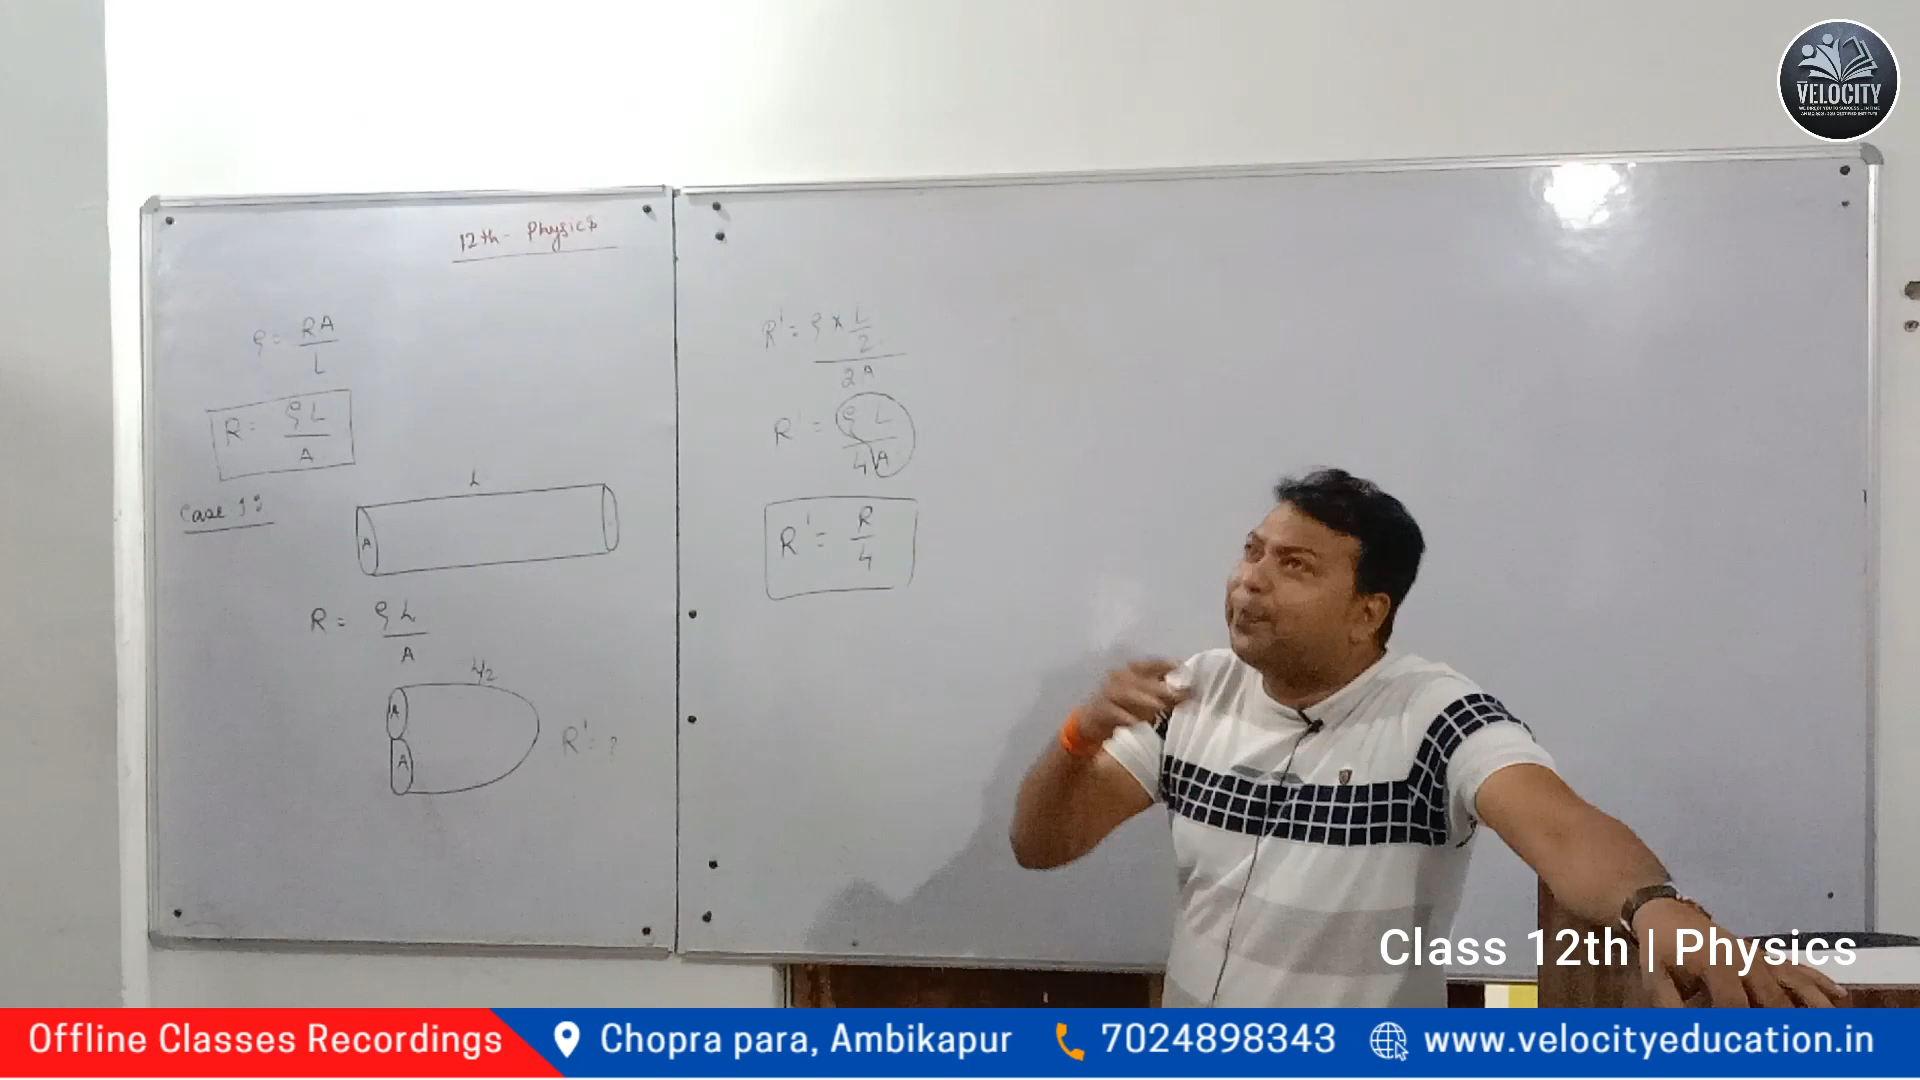 VELOCITY
12th - Physics
ρ = RA/L
R = ρL/A
Case 1:
L
A
R = ρL/A
L/2
A
A
R' = ?
R' = ρ × L/2 / 2A
R' = ρL/4A
R' = R/4
Class 12th | Physics
Offline Classes Recordings
Chopra para, Ambikapur
7024898343
www.velocityeducation.in